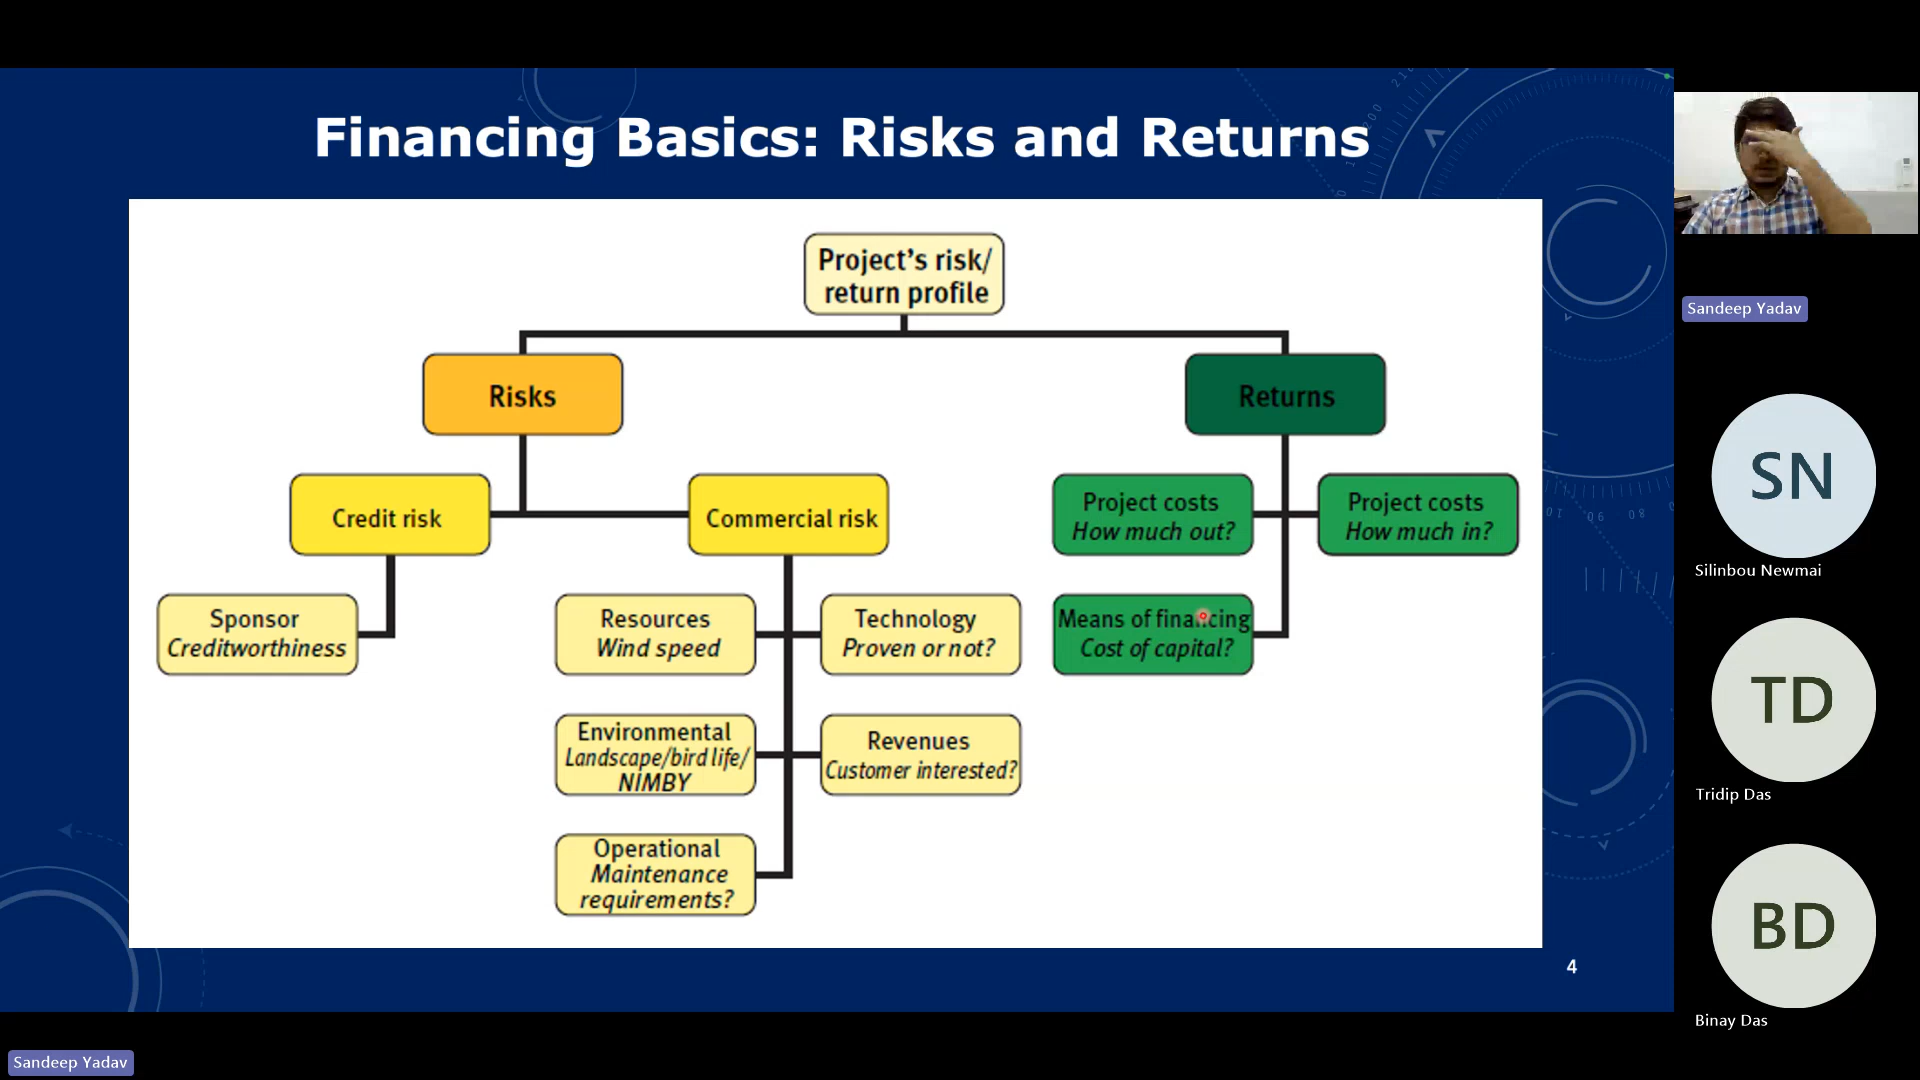 Financing Basics: Risks and Returns
Project's risk/
return profile
Risks
Returns
Credit risk
Commercial risk
Project costs
How much out?
Project costs
How much in?
Sponsor
Creditworthiness
Resources
Wind speed
Technology
Proven or not?
Means of financing
Cost of capital?
Environmental
Landscape/bird life/
NIMBY
Revenues
Customer interested?
Operational
Maintenance
requirements?
4
Sandeep Yadav
SN
Silinbou Newmai
TD
Tridip Das
BD
Binay Das
Sandeep Yadav